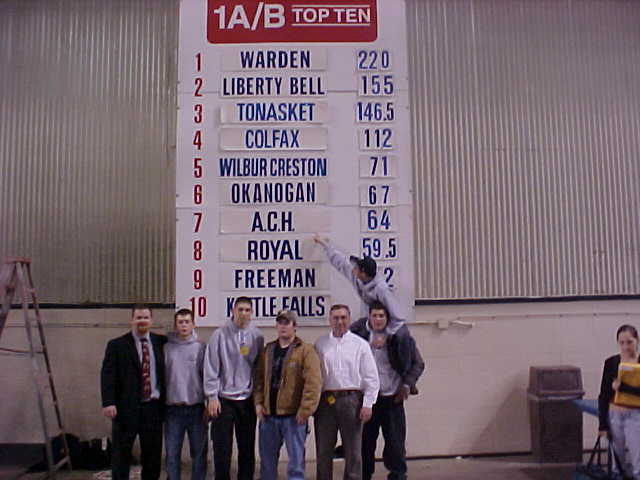 1A/B TOP TEN
1 WARDEN 220
2 LIBERTY BELL 155
3 TONASKET 146.5
4 COLFAX 112
5 WILBUR CRESTON 71
6 OKANOGAN 67
7 A.C.H. 64
8 ROYAL 59.5
9 FREEMAN 2
10 KETTLE FALLS